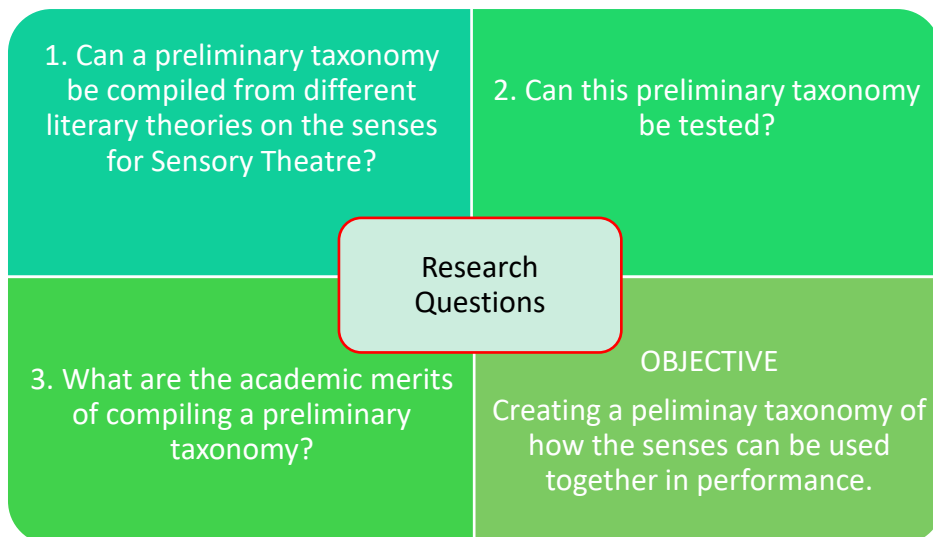 1. Can a preliminary taxonomy
be compiled from different
literary theories on the senses
for Sensory Theatre?
2. Can this preliminary taxonomy
be tested?
Research
Questions
3. What are the academic merits
of compiling a preliminary
taxonomy?
OBJECTIVE
Creating a peliminay taxonomy of
how the senses can be used
together in performance.